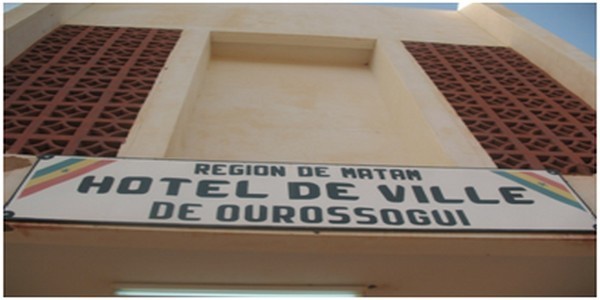 REGION DE MATAM
HOTEL DE VILLE
DE OUROSSOGUI